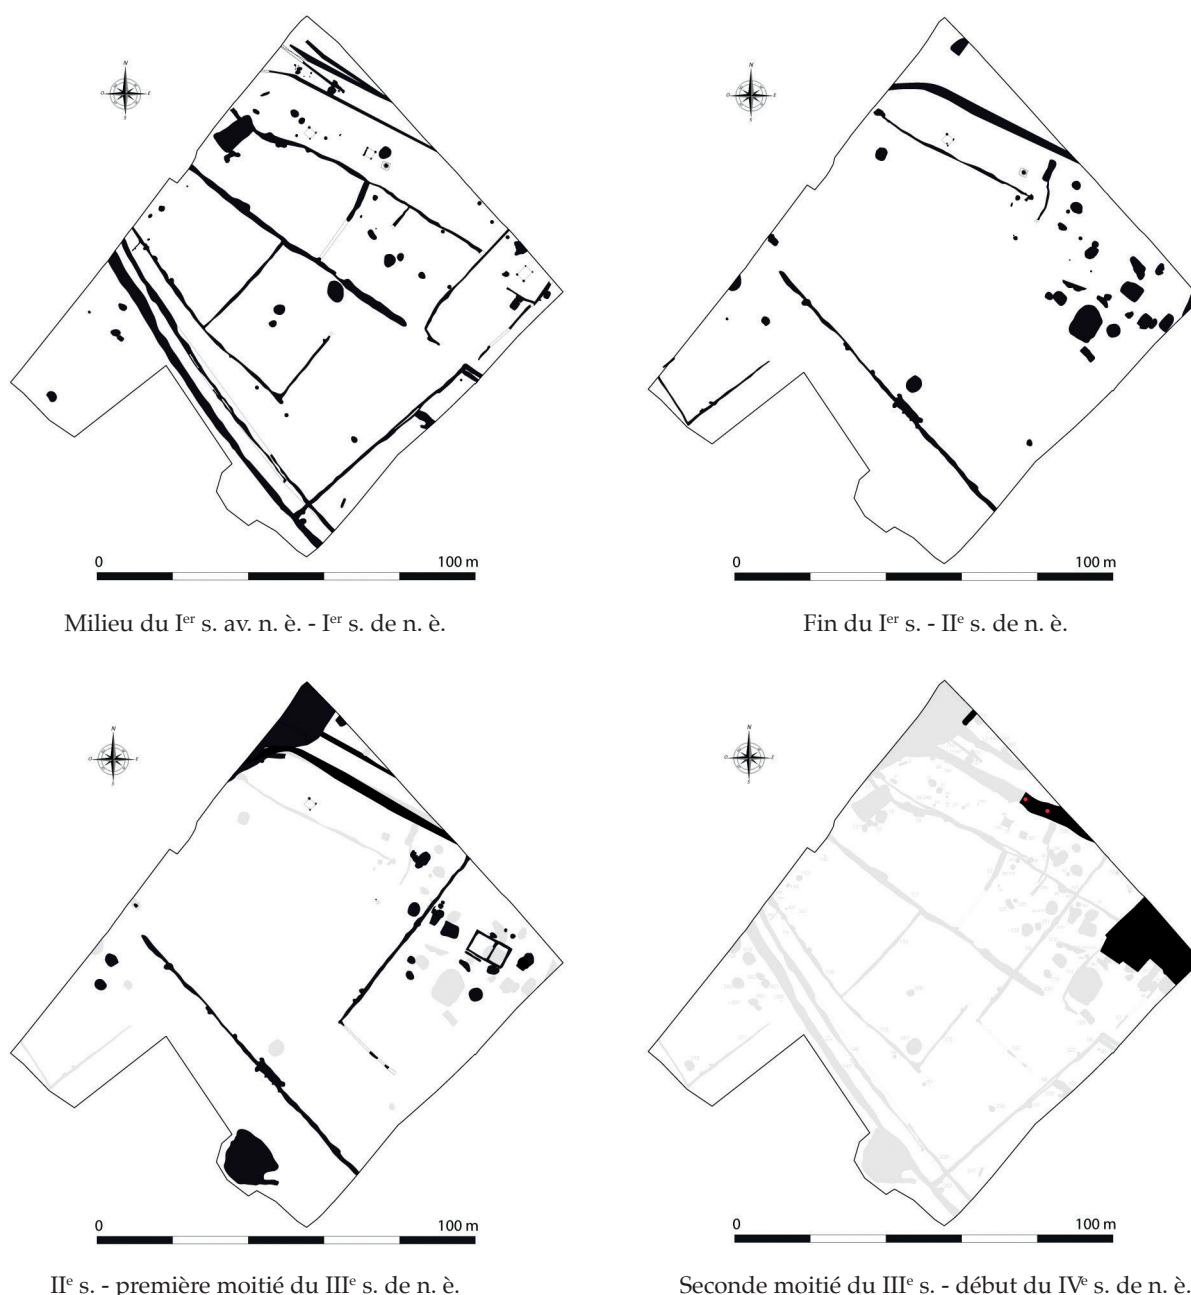 N
O
E
S
0
100 m
Milieu du Iᵉʳ s. av. n. è. - Iᵉʳ s. de n. è.
N
O
E
S
0
100 m
Fin du Iᵉʳ s. - IIᵉ s. de n. è.
N
O
E
S
0
100 m
IIᵉ s. - première moitié du IIIᵉ s. de n. è.
N
O
E
S
0
100 m
Seconde moitié du IIIᵉ s. - début du IVᵉ s. de n. è.